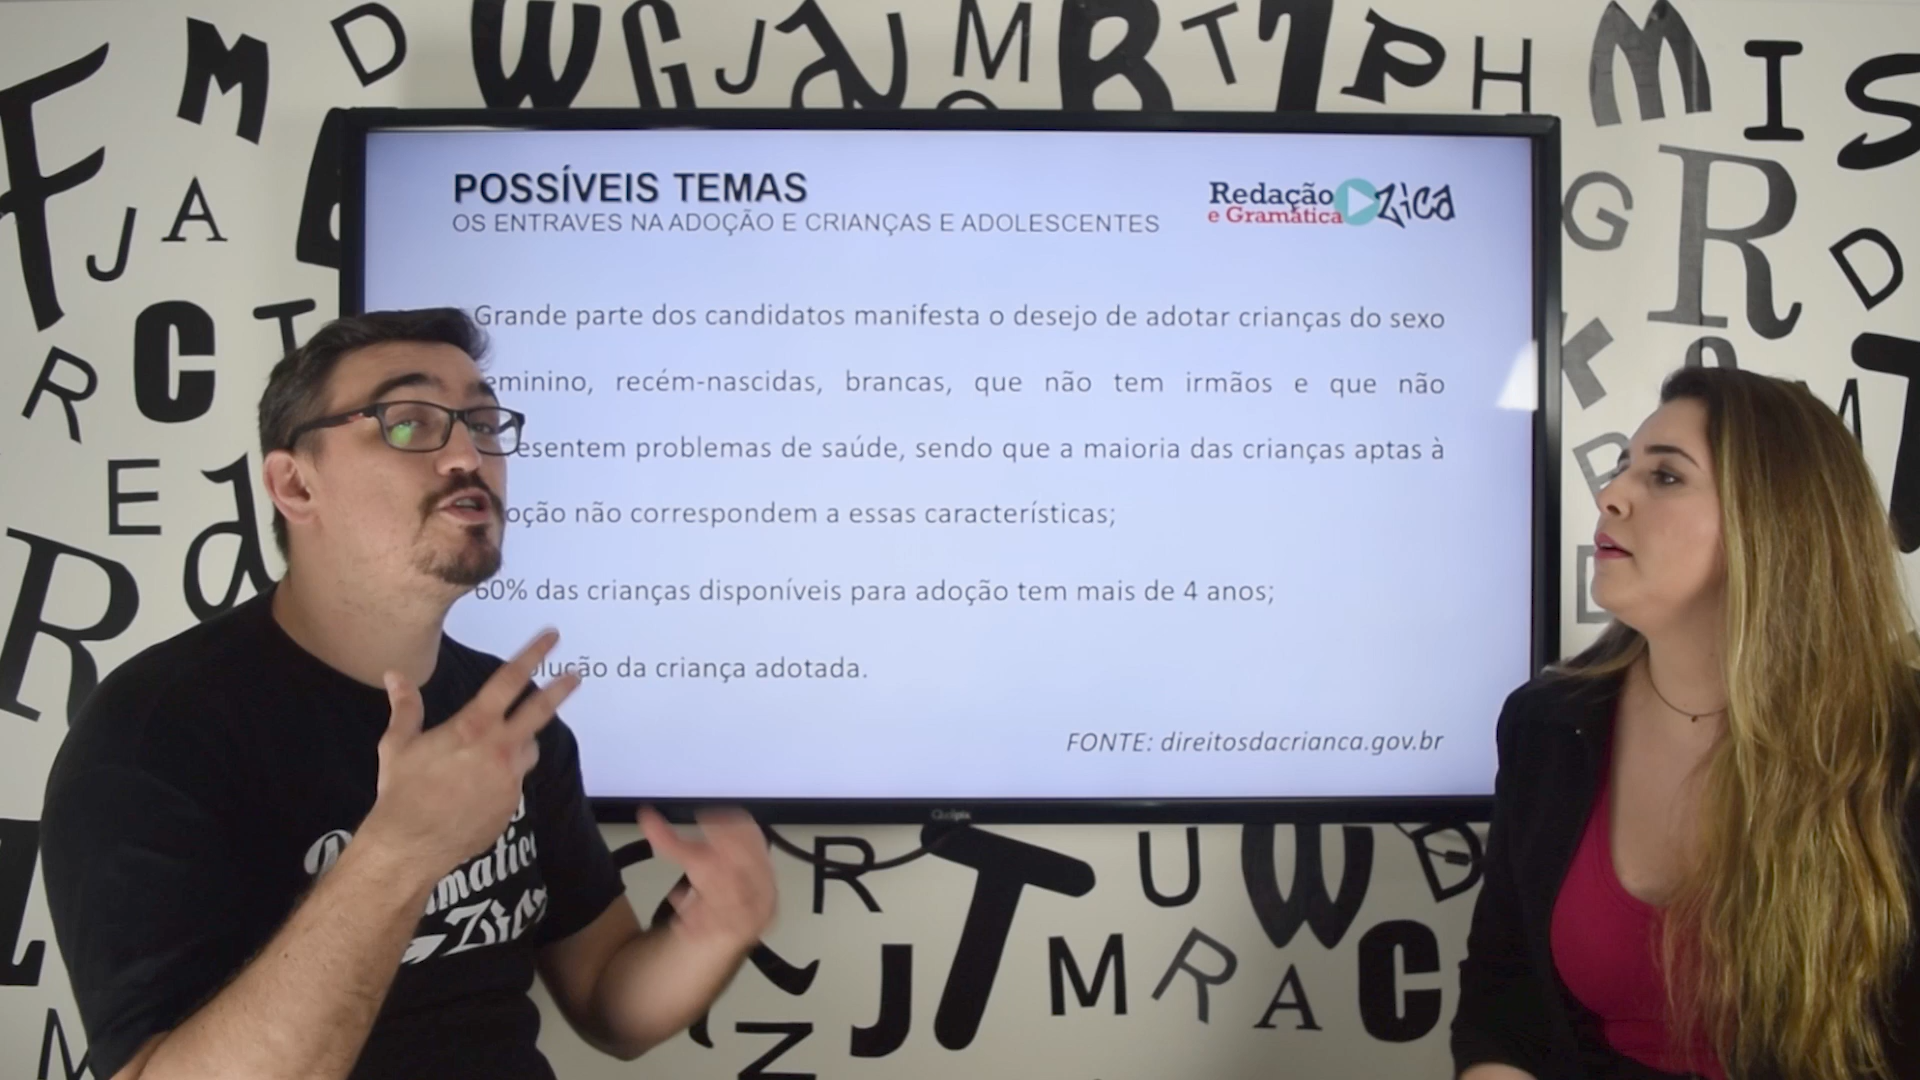 POSSÍVEIS TEMAS
OS ENTRAVES NA ADOÇÃO E CRIANÇAS E ADOLESCENTES
Redação
e Gramática
Zica
Grande parte dos candidatos manifesta o desejo de adotar crianças do sexo
eminino, recém-nascidas, brancas, que não tem irmãos e que não
esentem problemas de saúde, sendo que a maioria das crianças aptas à
oção não correspondem a essas características;
60% das crianças disponíveis para adoção tem mais de 4 anos;
olução da criança adotada.
FONTE: direitosdacrianca.gov.br